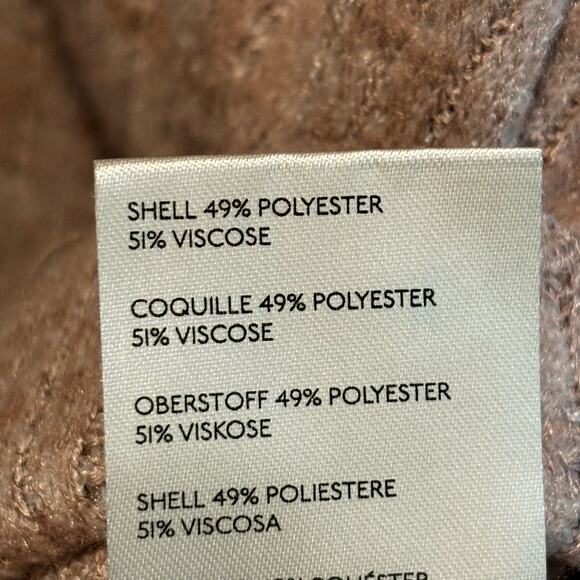 SHELL 49% POLYESTER
51% VISCOSE
COQUILLE 49% POLYESTER
51% VISCOSE
OBERSTOFF 49% POLYESTER
51% VISKOSE
SHELL 49% POLIESTERE
51% VISCOSA